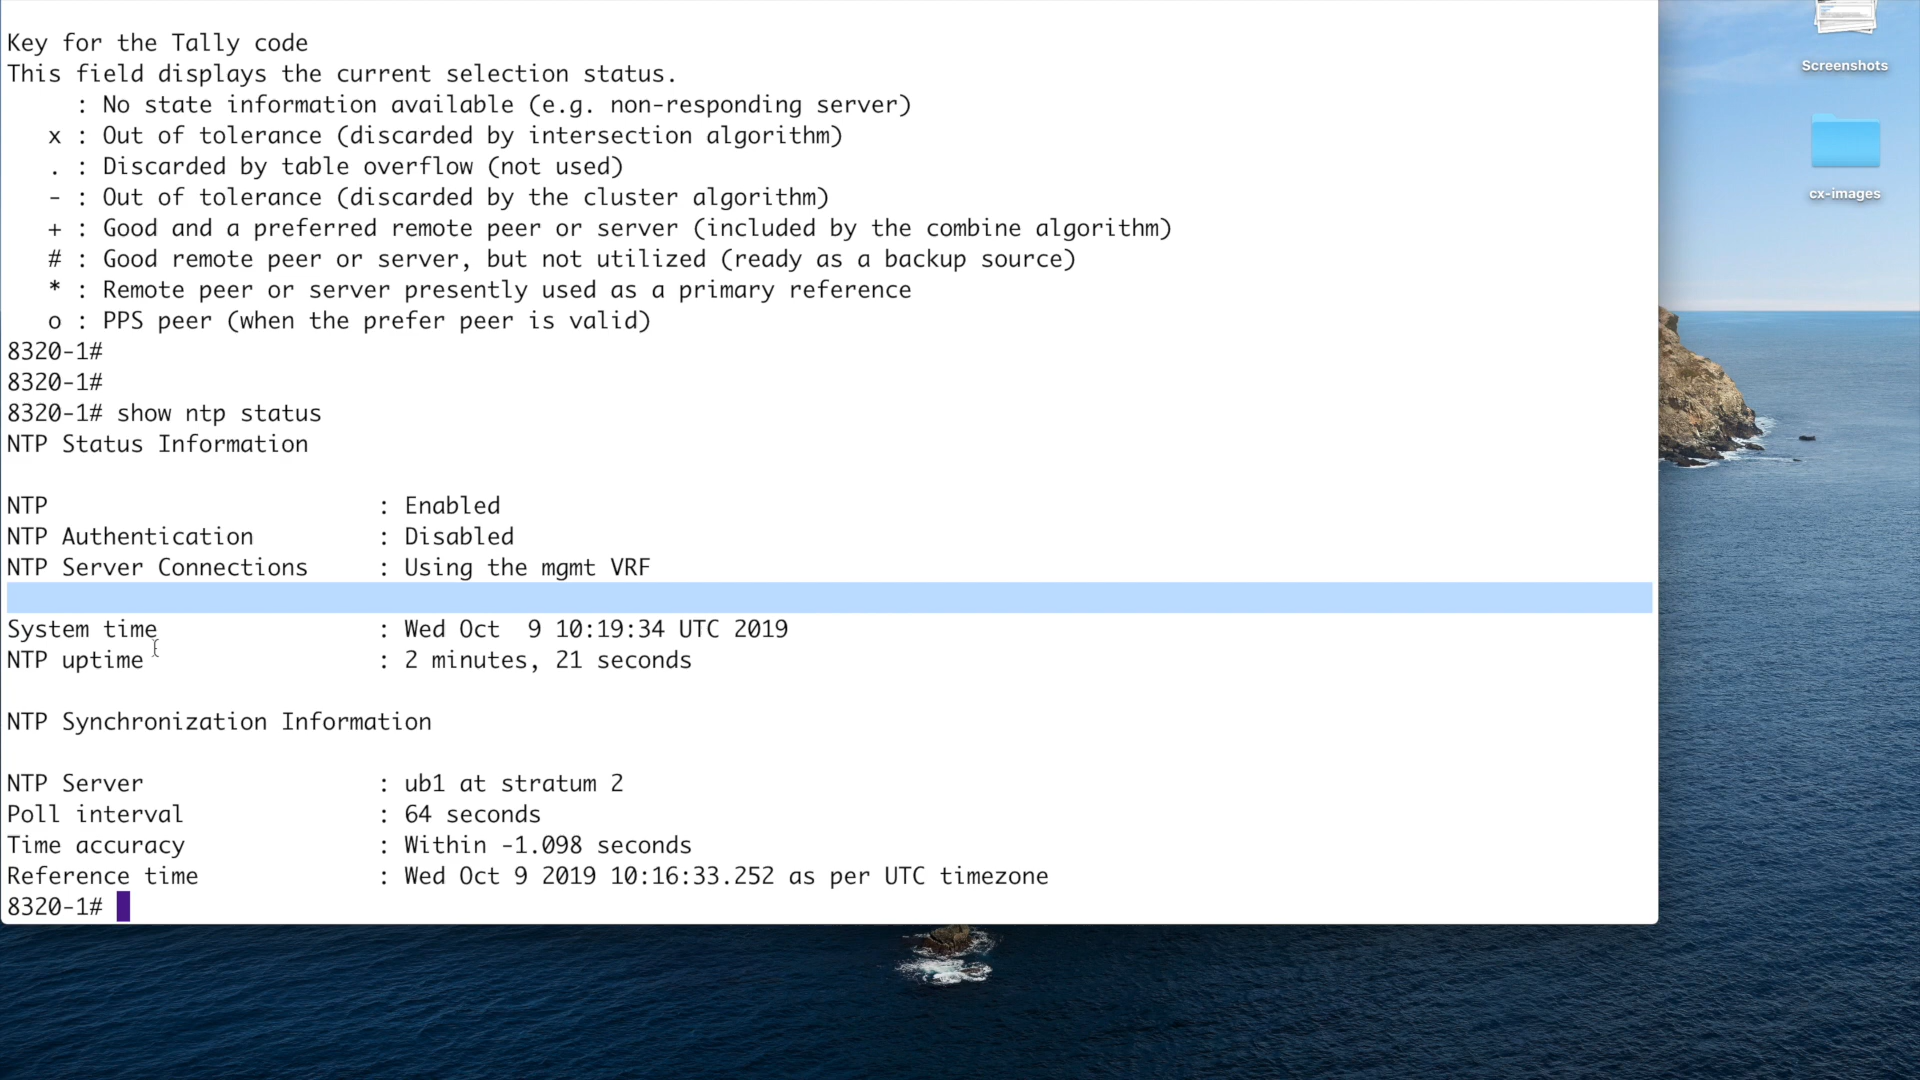 Key for the Tally code
This field displays the current selection status.
: No state information available (e.g. non-responding server)
x : Out of tolerance (discarded by intersection algorithm)
. : Discarded by table overflow (not used)
- : Out of tolerance (discarded by the cluster algorithm)
+ : Good and a preferred remote peer or server (included by the combine algorithm)
# : Good remote peer or server, but not utilized (ready as a backup source)
* : Remote peer or server presently used as a primary reference
o : PPS peer (when the prefer peer is valid)
8320-1#
8320-1#
8320-1# show ntp status
NTP Status Information
NTP : Enabled
NTP Authentication : Disabled
NTP Server Connections : Using the mgmt VRF
System time : Wed Oct  9 10:19:34 UTC 2019
NTP uptime : 2 minutes, 21 seconds
NTP Synchronization Information
NTP Server : ub1 at stratum 2
Poll interval : 64 seconds
Time accuracy : Within -1.098 seconds
Reference time : Wed Oct 9 2019 10:16:33.252 as per UTC timezone
8320-1#
Screenshots
cx-images